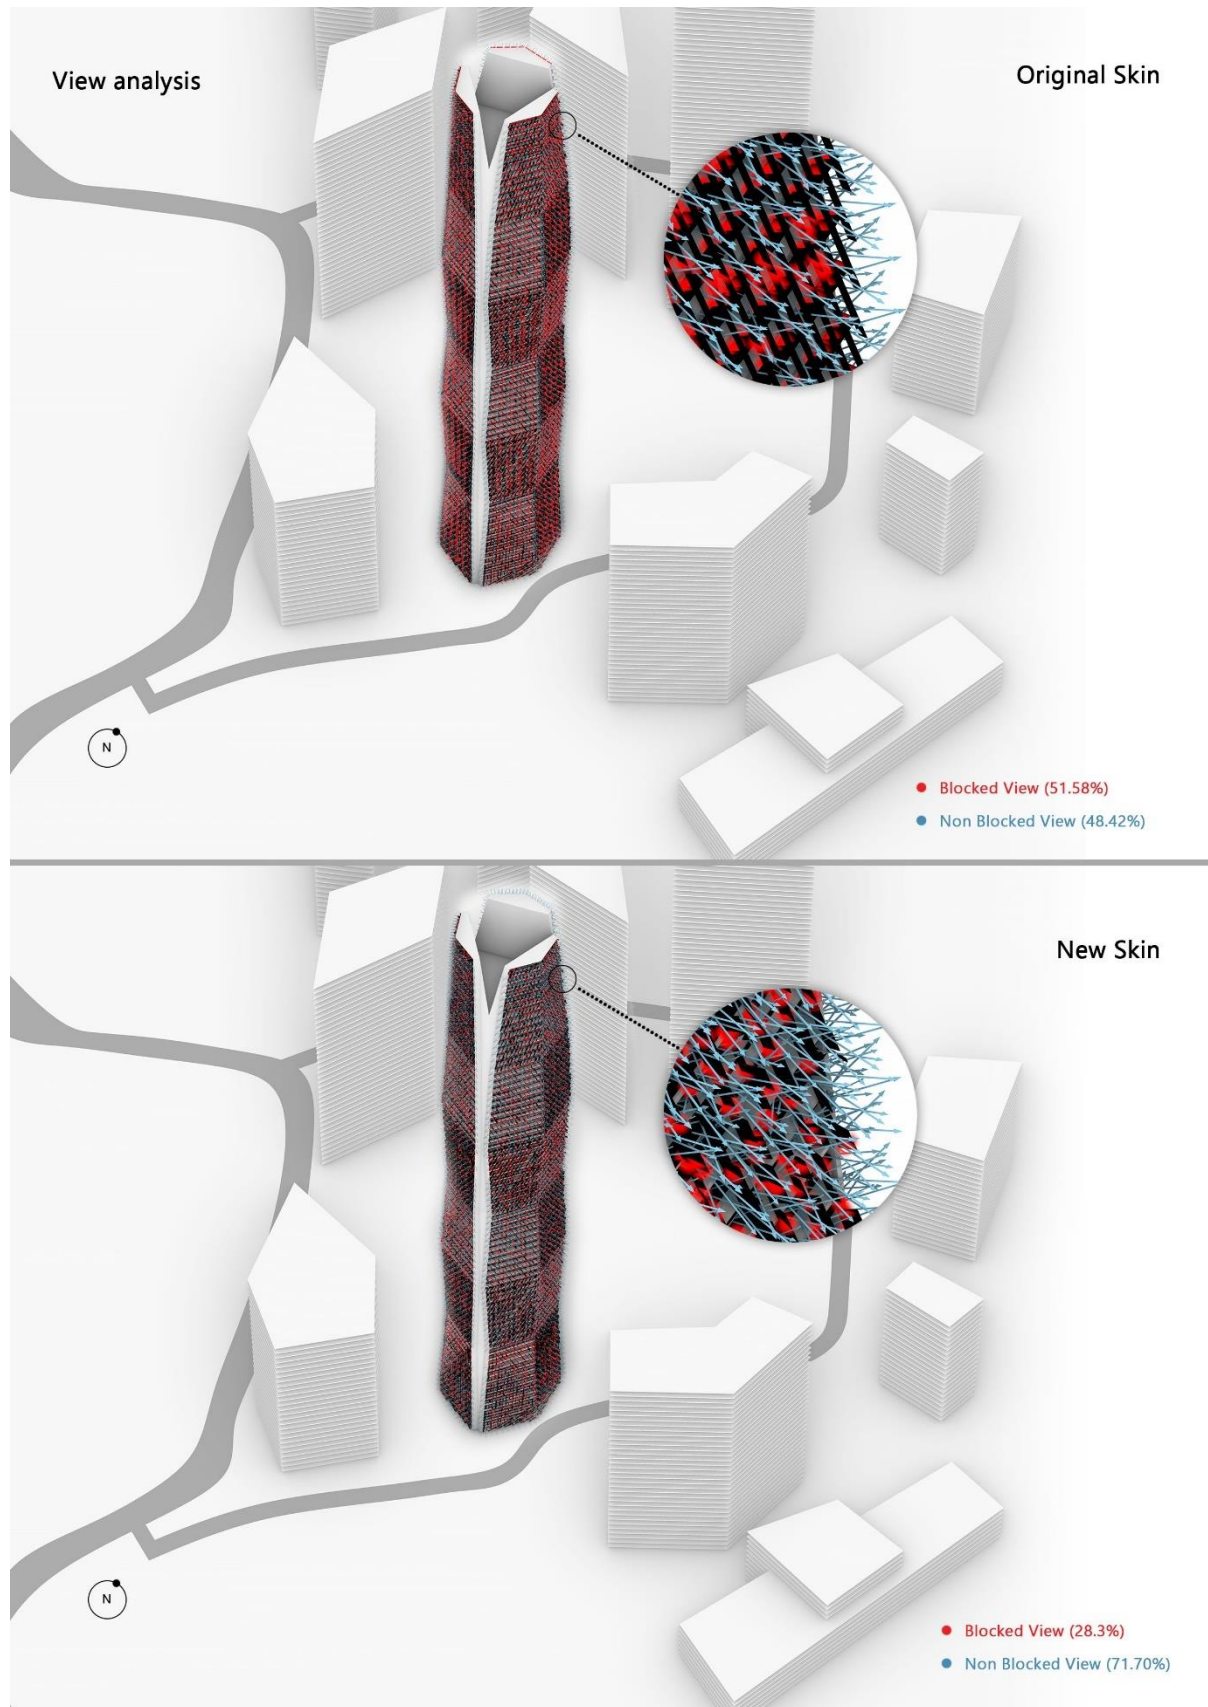 View analysis
Original Skin
N
Blocked View (51.58%)
Non Blocked View (48.42%)
New Skin
N
Blocked View (28.3%)
Non Blocked View (71.70%)